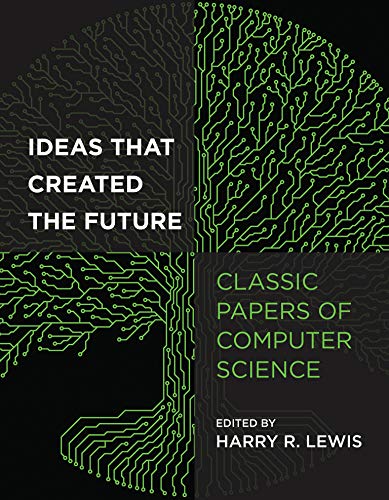 IDEAS THAT
CREATED
THE FUTURE
CLASSIC
PAPERS OF
COMPUTER
SCIENCE
EDITED BY
HARRY R. LEWIS